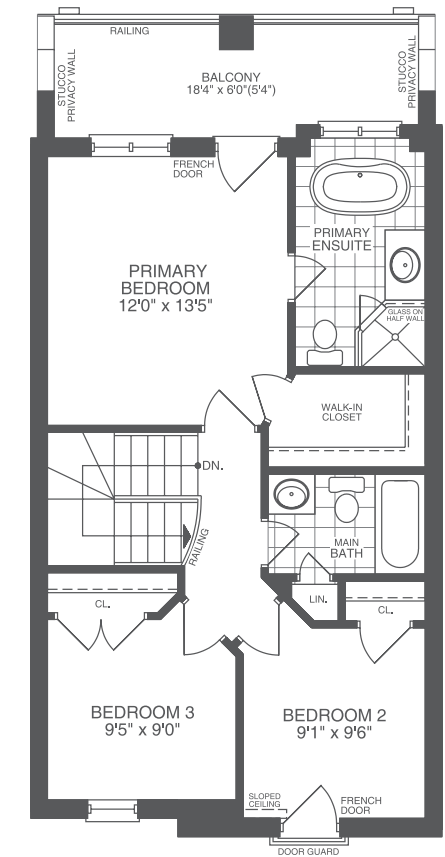 RAILING
STUCCO
PRIVACY WALL
BALCONY
18'4" x 6'0"(5'4")
STUCCO
PRIVACY WALL
FRENCH
DOOR
PRIMARY
ENSUITE
PRIMARY
BEDROOM
12'0" x 13'5"
GLASS ON
HALF WALL
WALK-IN
CLOSET
DN.
RAILING
MAIN
BATH
LIN.
CL.
CL.
BEDROOM 3
9'5" x 9'0"
BEDROOM 2
9'1" x 9'6"
SLOPED
CEILING
FRENCH
DOOR
DOOR GUARD